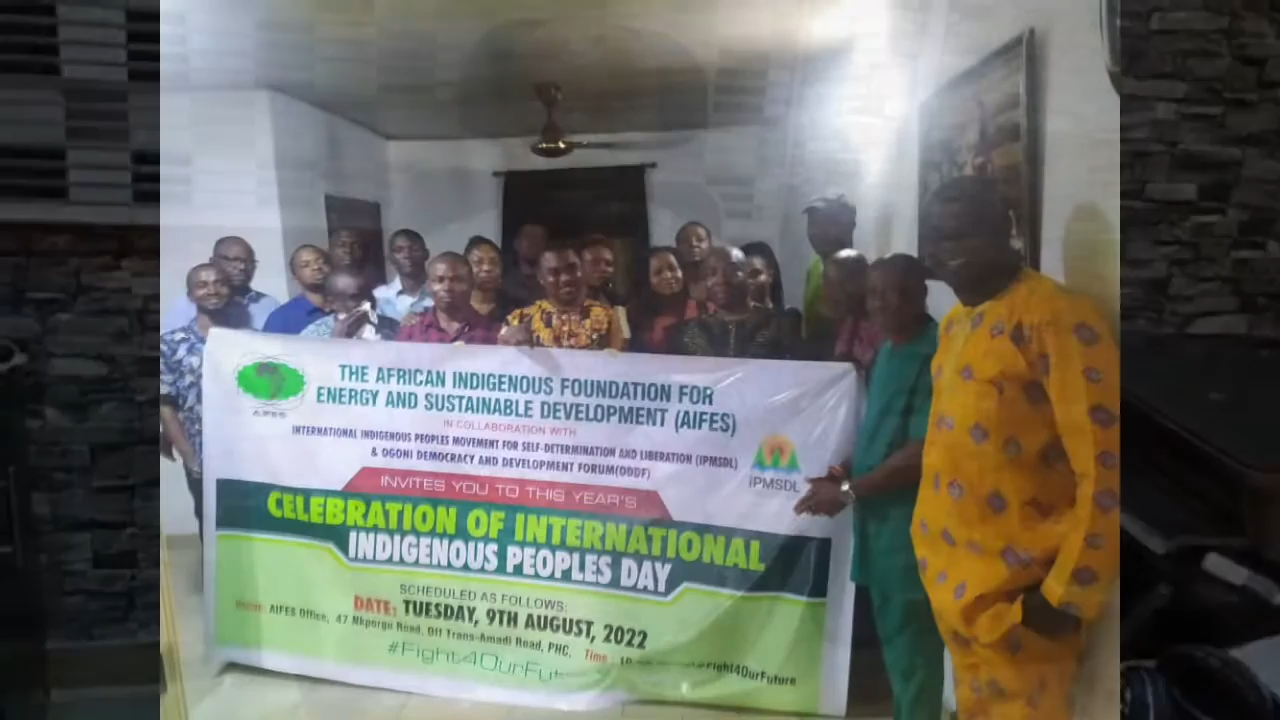 THE AFRICAN INDIGENOUS FOUNDATION FOR
ENERGY AND SUSTAINABLE DEVELOPMENT (AIFES)
AIFES
IN COLLABORATION WITH
INTERNATIONAL INDIGENOUS PEOPLES MOVEMENT FOR SELF-DETERMINATION AND LIBERATION (IPMSDL)
& OGONI DEMOCRACY AND DEVELOPMENT FORUM(ODDF)
iPMSDL
INVITES YOU TO THIS YEAR'S
CELEBRATION OF INTERNATIONAL
INDIGENOUS PEOPLES DAY
SCHEDULED AS FOLLOWS:
DATE: TUESDAY, 9TH AUGUST, 2022
Venue: AIFES Office, 47 Nkpogu Road, Off Trans-Amadi Road, PHC. Time:
#Fight4OurFuture
#Fight4OurFut